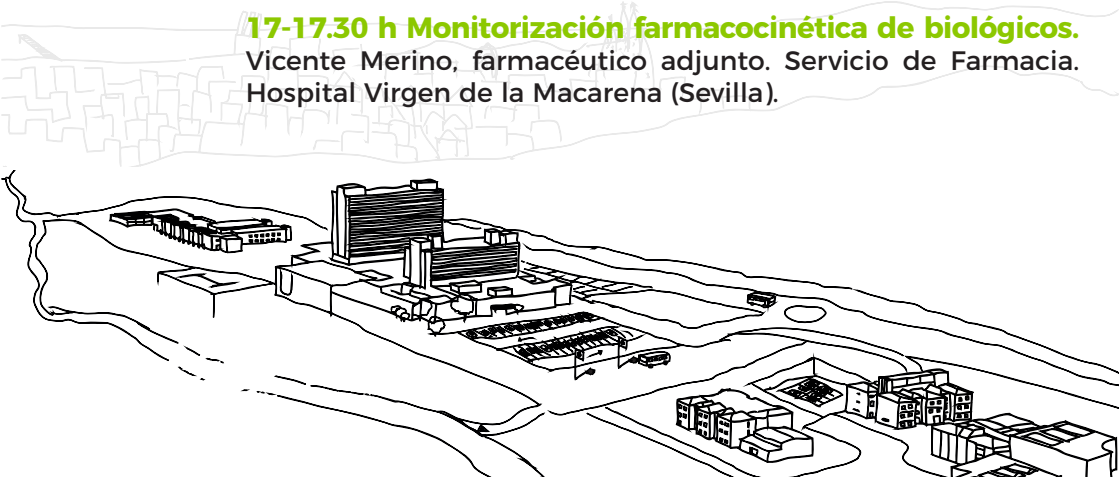 17-17.30 h Monitorización farmacocinética de biológicos.
Vicente Merino, farmacéutico adjunto. Servicio de Farmacia.
Hospital Virgen de la Macarena (Sevilla).